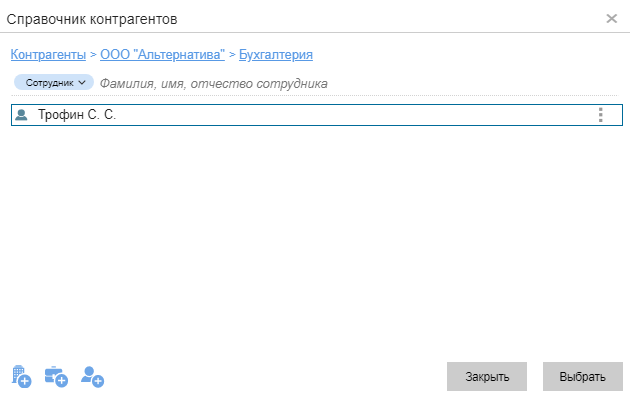 Справочник контрагентов
Контрагенты > ООО "Альтернатива" > Бухгалтерия
Сотрудник Фамилия, имя, отчество сотрудника
Трофин С. С.
Закрыть Выбрать